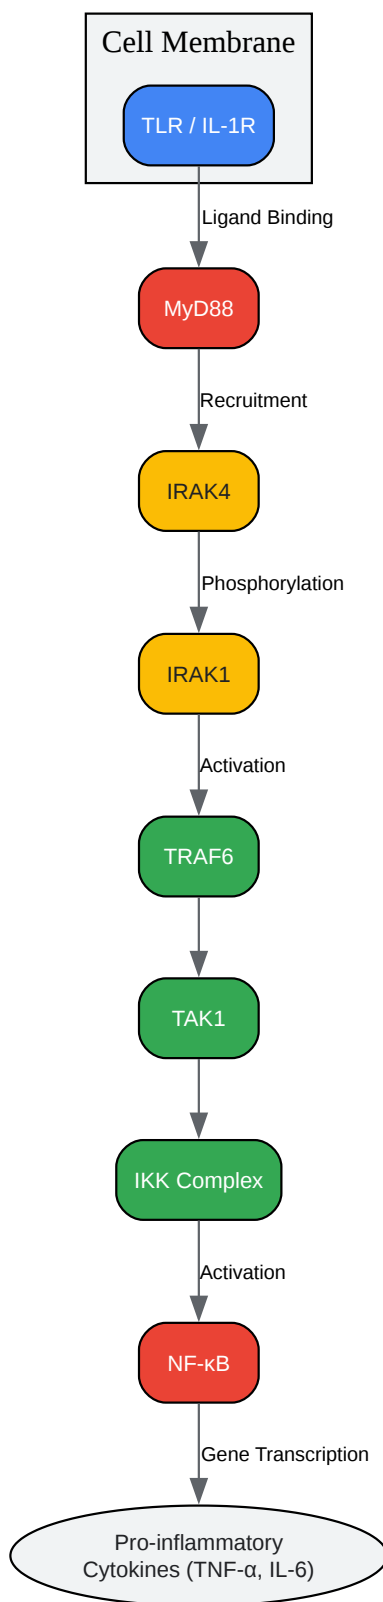 Cell Membrane
TLR / IL-1R
Ligand Binding
MyD88
Recruitment
IRAK4
Phosphorylation
IRAK1
Activation
TRAF6
TAK1
IKK Complex
Activation
NF-κB
Gene Transcription
Pro-inflammatory
Cytokines (TNF-α, IL-6)